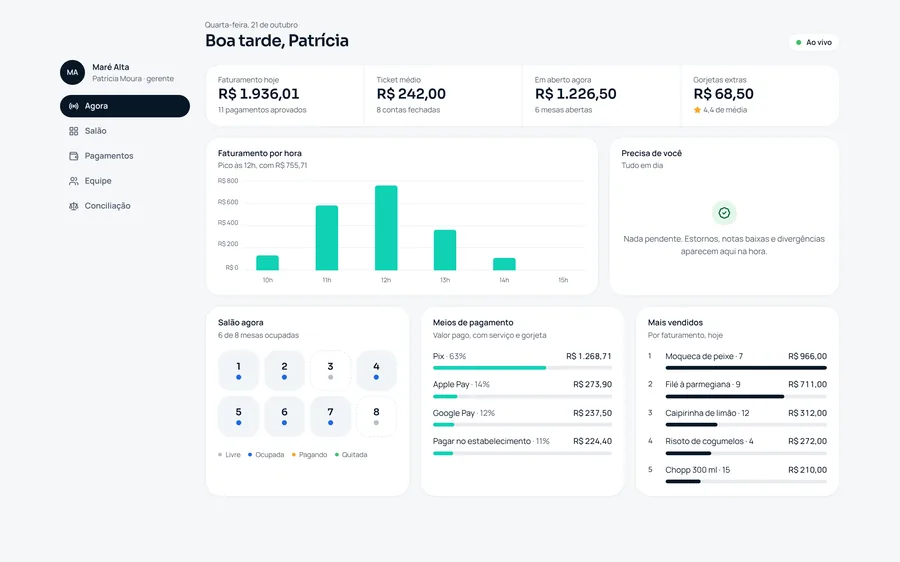 Quarta-feira, 21 de outubro
Boa tarde, Patrícia
Ao vivo
MA
Maré Alta
Patrícia Moura · gerente
Agora
Salão
Pagamentos
Equipe
Conciliação
Faturamento hoje
R$ 1.936,01
11 pagamentos aprovados
Ticket médio
R$ 242,00
8 contas fechadas
Em aberto agora
R$ 1.226,50
6 mesas abertas
Gorjetas extras
R$ 68,50
4,4 de média
Faturamento por hora
Pico às 12h, com R$ 755,71
R$ 800
R$ 600
R$ 400
R$ 200
R$ 0
10h
11h
12h
13h
14h
15h
Precisa de você
Tudo em dia
Nada pendente. Estornos, notas baixas e divergências
aparecem aqui na hora.
Salão agora
6 de 8 mesas ocupadas
1
2
3
4
5
6
7
8
Livre
Ocupada
Pagando
Quitada
Meios de pagamento
Valor pago, com serviço e gorjeta
Pix · 63% R$ 1.268,71
Apple Pay · 14% R$ 273,90
Google Pay · 12% R$ 237,50
Pagar no estabelecimento · 11% R$ 224,40
Mais vendidos
Por faturamento, hoje
1 Moqueca de peixe · 7 R$ 966,00
2 Filé à parmegiana · 9 R$ 711,00
3 Caipirinha de limão · 12 R$ 312,00
4 Risoto de cogumelos · 4 R$ 272,00
5 Chopp 300 ml · 15 R$ 210,00